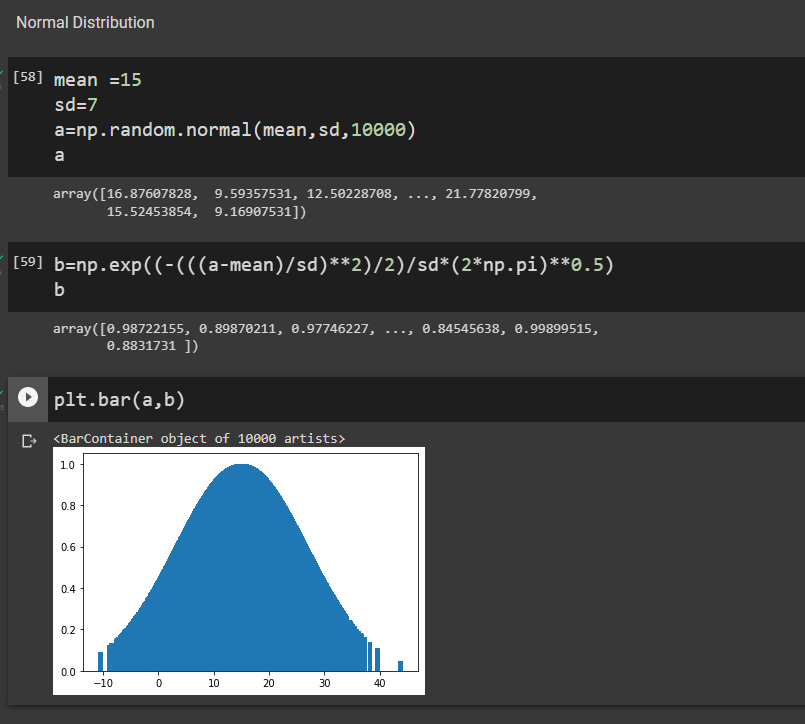 Normal Distribution
[58] mean =15
sd=7
a=np.random.normal(mean,sd,10000)
a
array([16.87607828,  9.59357531, 12.50228708, ..., 21.77820799,
15.52453854,  9.16907531])
[59] b=np.exp((-(((a-mean)/sd)**2)/2)/sd*(2*np.pi)**0.5)
b
array([0.98722155, 0.89870211, 0.97746227, ..., 0.84545638, 0.99899515,
0.8831731 ])
plt.bar(a,b)
<BarContainer object of 10000 artists>
1.0
0.8
0.6
0.4
0.2
0.0
−10 0 10 20 30 40